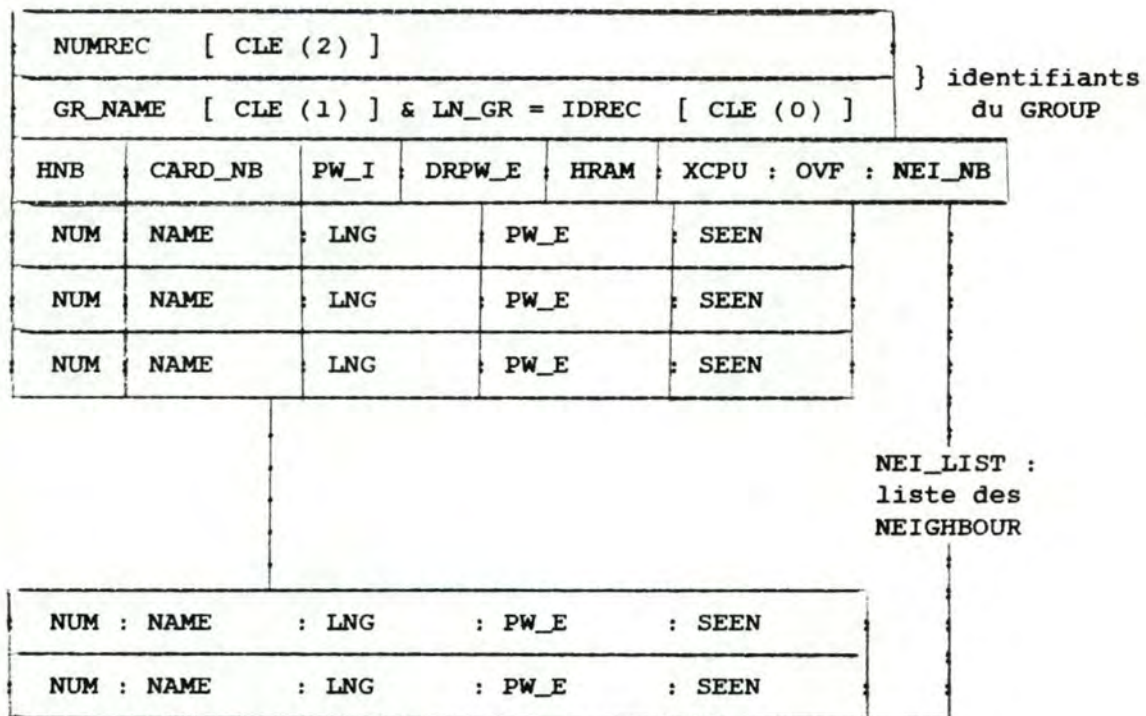 NUMREC [ CLE (2) ]
} identifiants
du GROUP
GR_NAME [ CLE (1) ] & LN_GR = IDREC [ CLE (0) ]
HNB : CARD_NB : PW_I : DRPW_E : HRAM : XCPU : OVF : NEI_NB
NUM : NAME : LNG : PW_E : SEEN
NUM : NAME : LNG : PW_E : SEEN
NUM : NAME : LNG : PW_E : SEEN
NEI_LIST :
liste des
NEIGHBOUR
NUM : NAME : LNG : PW_E : SEEN
NUM : NAME : LNG : PW_E : SEEN